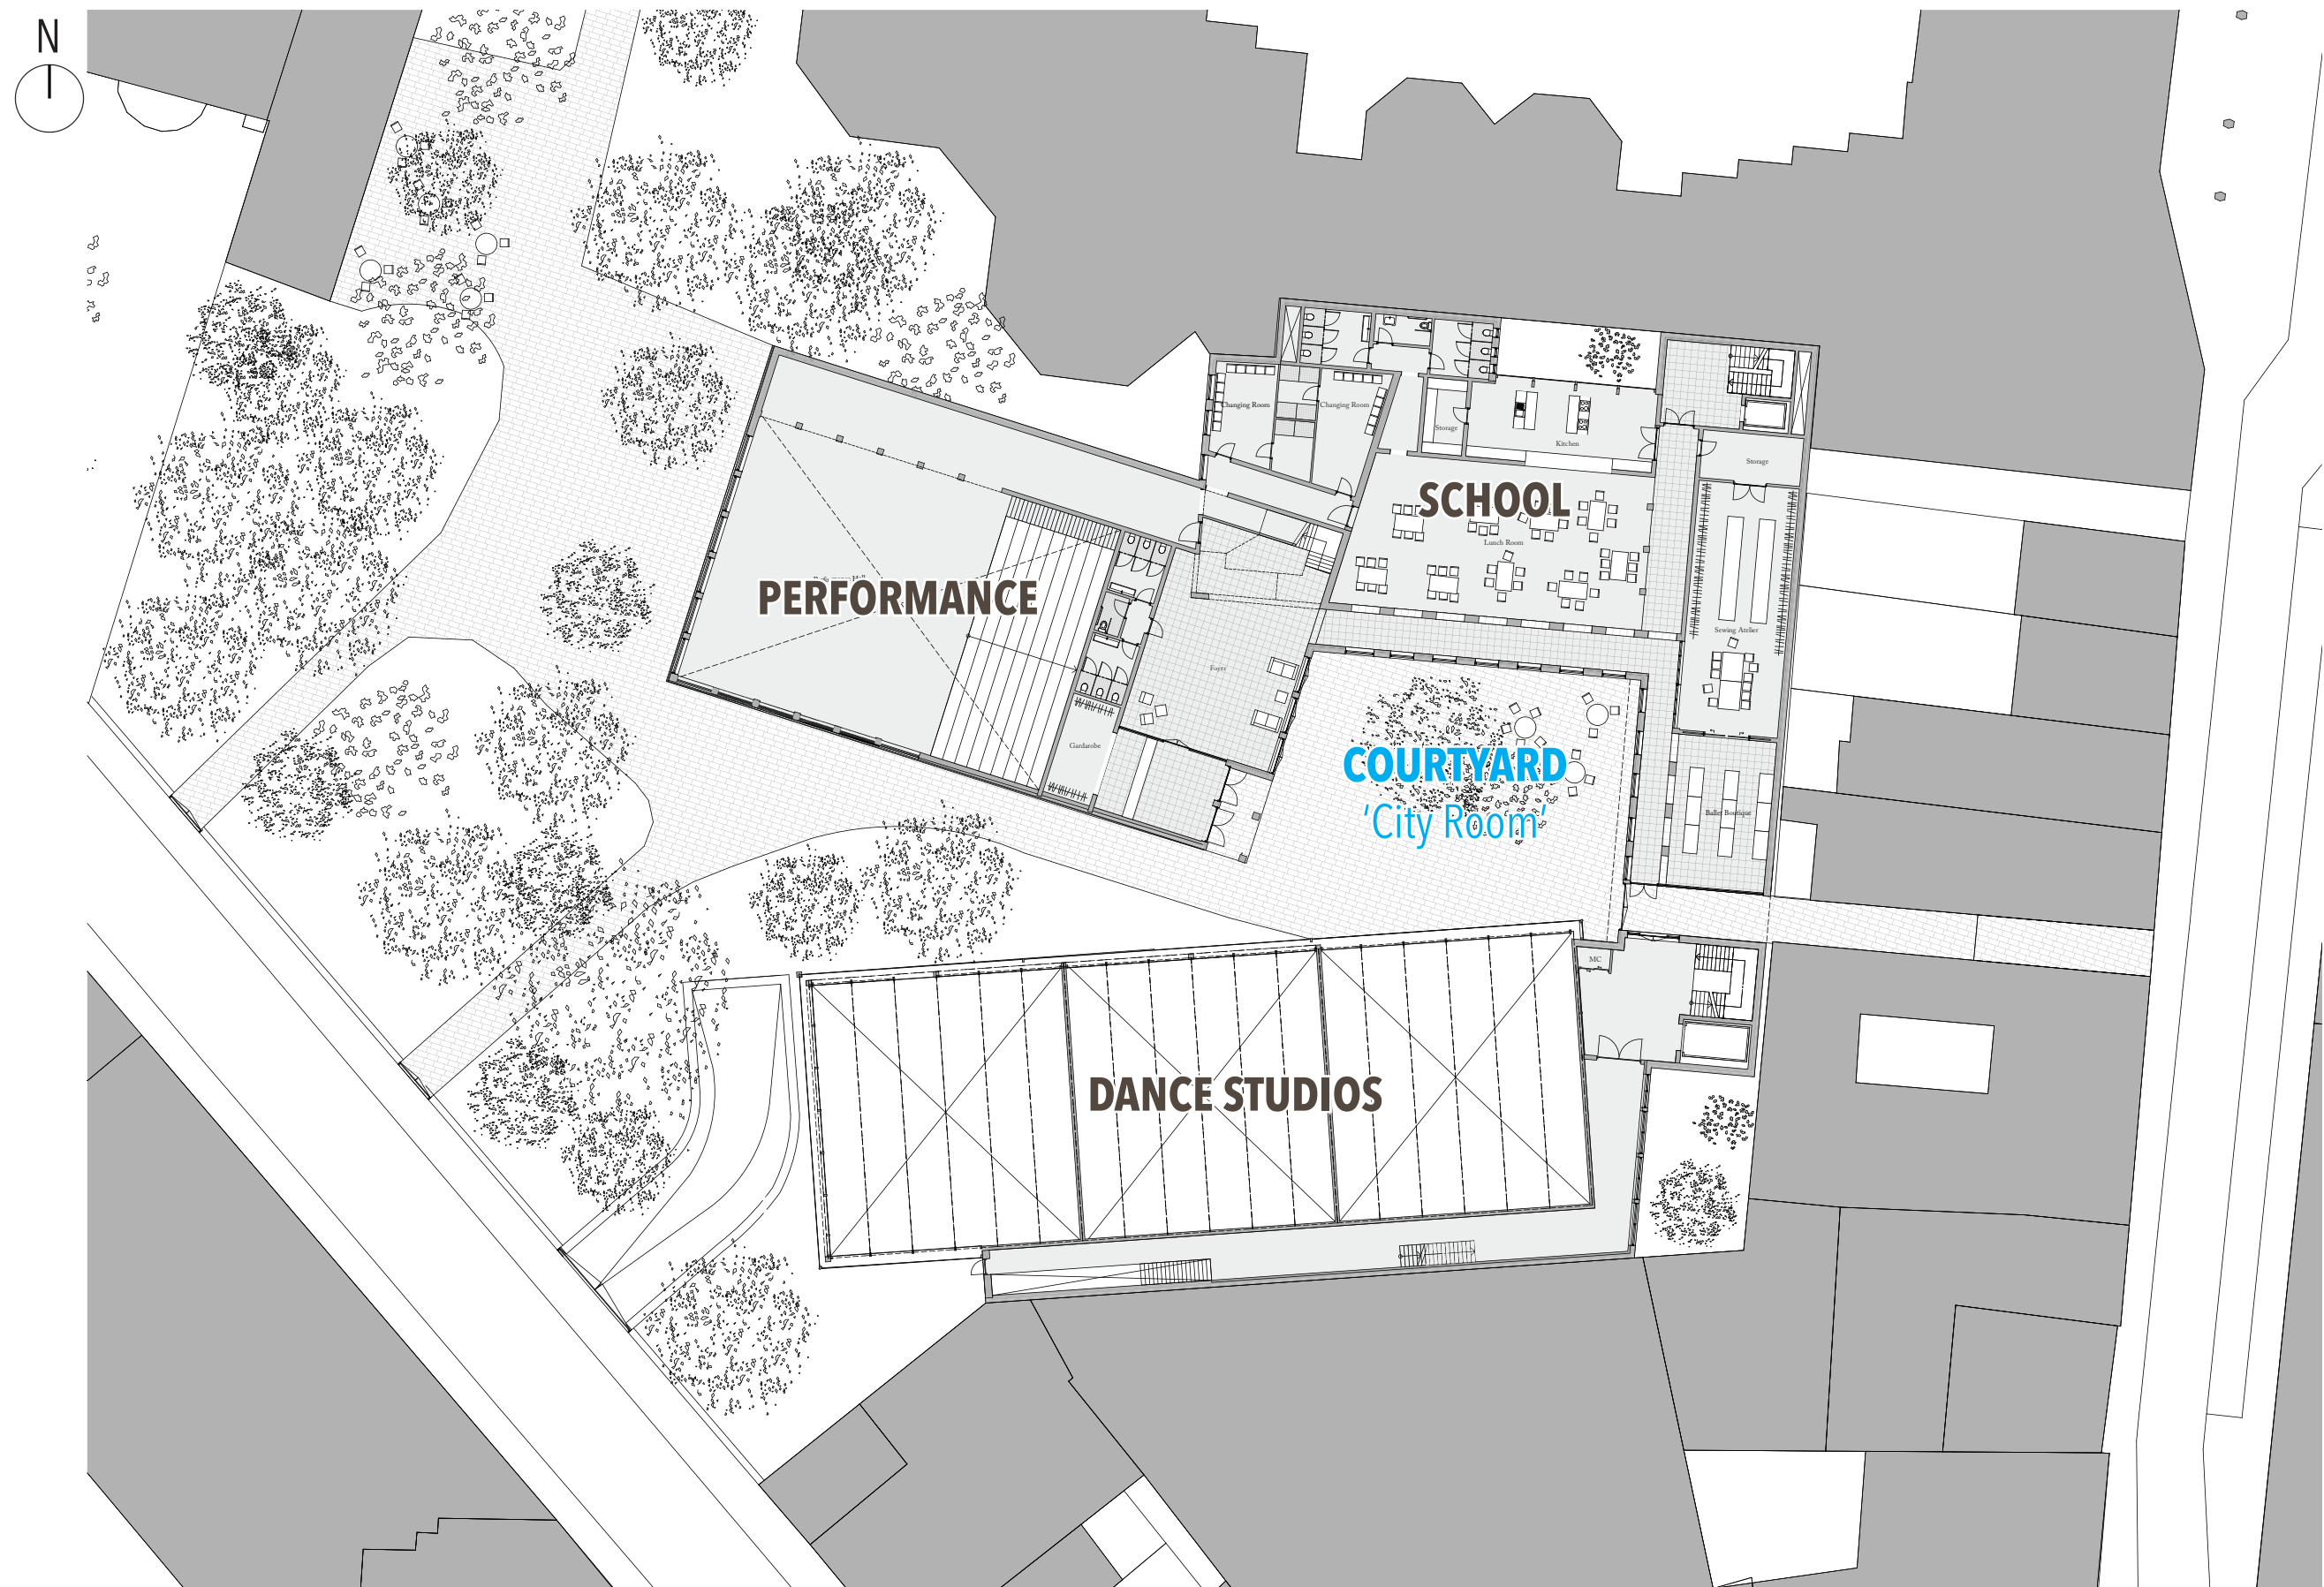 N
Changing Room
Changing Room
Storage
Kitchen
Storage
SCHOOL
Lunch Room
PERFORMANCE
Sewing Atelier
Foyer
Gardarobe
COURTYARD
'City Room'
Ballet Boutique
MC
DANCE STUDIOS